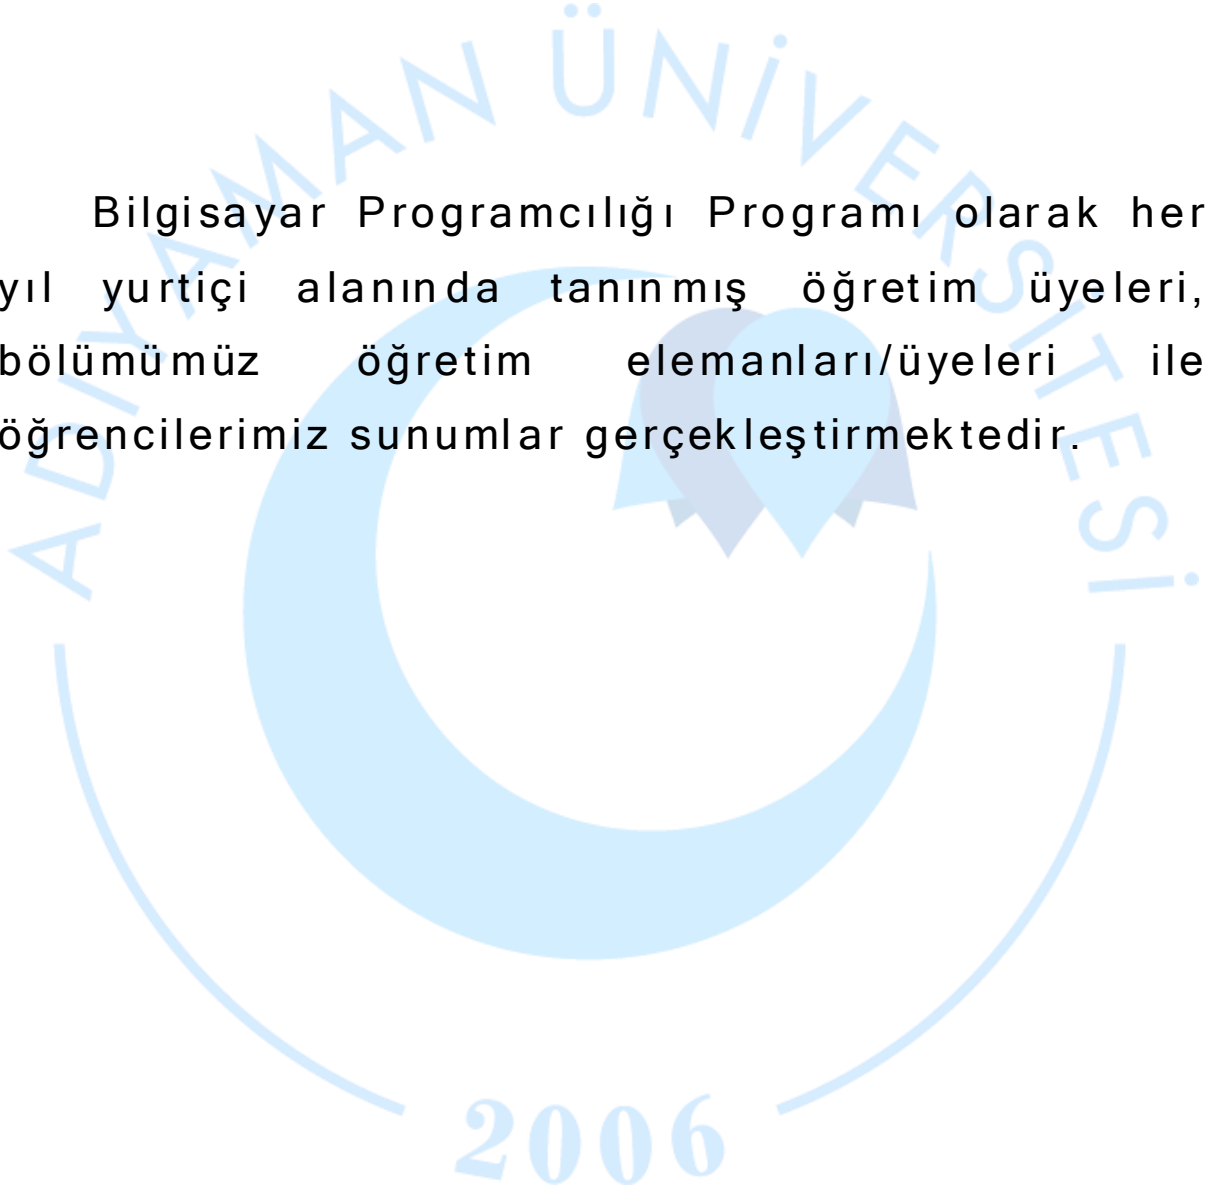 ADIYAMAN ÜNİVERSİTESİ
Bilgisayar Programcılığı Programı olarak her
yıl yurtiçi alanında tanınmış öğretim üyeleri,
bölümümüz öğretim elemanları/üyeleri ile
öğrencilerimiz sunumlar gerçekleştirmektedir.
2006